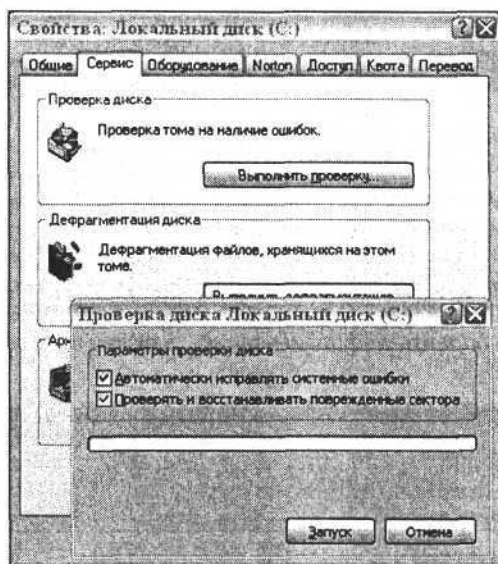 Свойства: Локальный диск (C:)
Общие Сервис Оборудование Norton Доступ Квота Перевод
Проверка диска
Проверка тома на наличие ошибок.
Выполнить проверку...
Дефрагментация диска
Дефрагментация файлов, хранящихся на этом
томе.
Выполнить дефрагментацию...
Проверка диска Локальный диск (C:)
Параметры проверки диска
Автоматически исправлять системные ошибки
Проверять и восстанавливать поврежденные сектора
Запуск Отмена